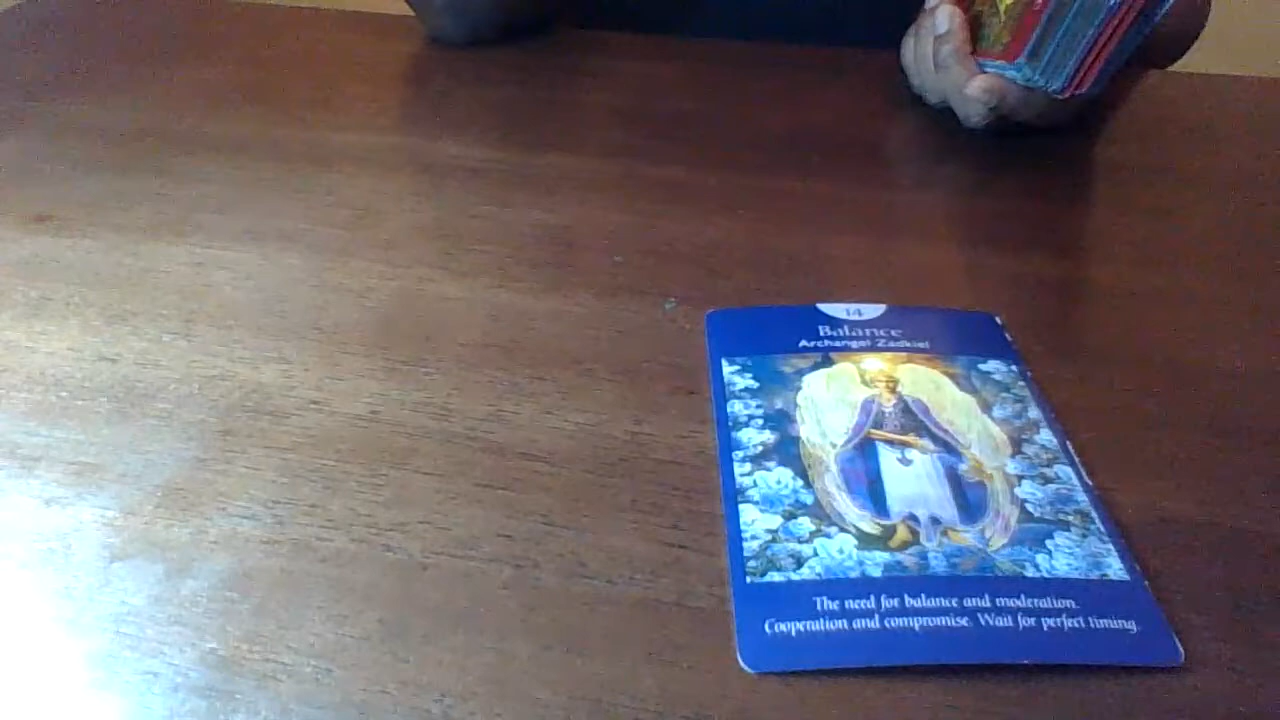 14
Balance
Archangel Zadkiel
The need for balance and moderation.
Cooperation and compromise. Wait for perfect timing.